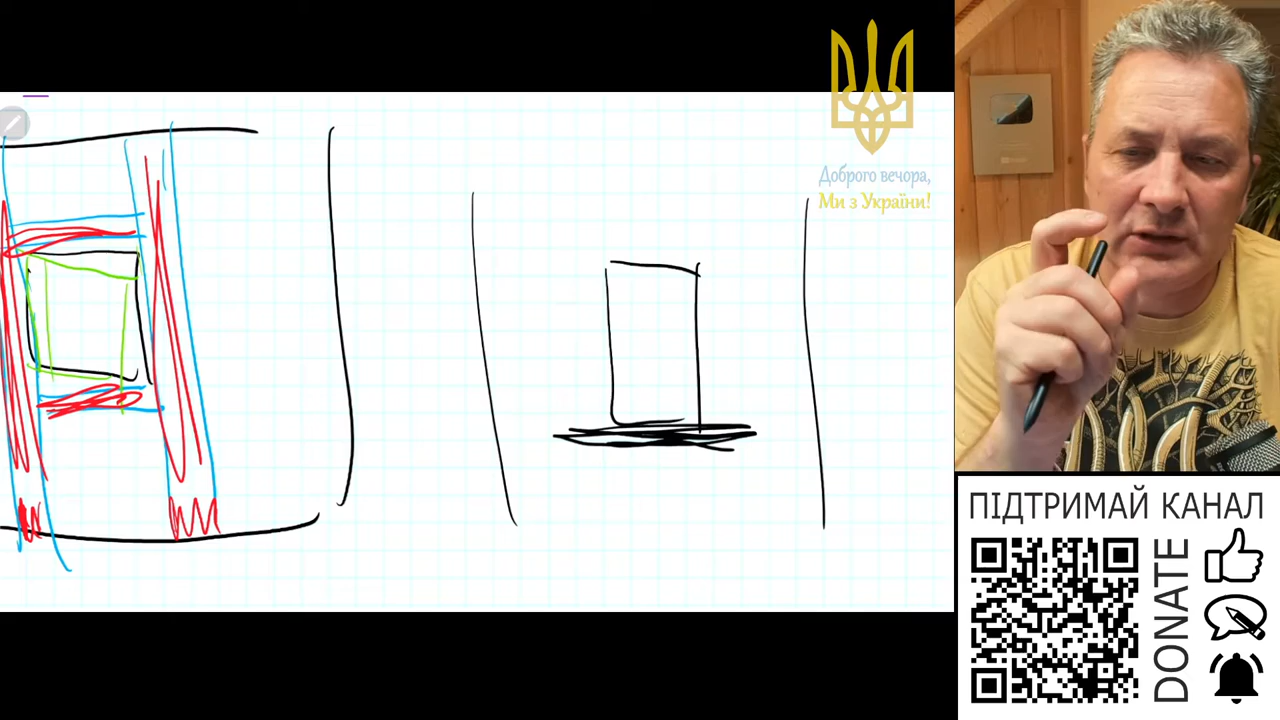 Доброго вечора,
Ми з України!
ПІДТРИМАЙ КАНАЛ
DONATE